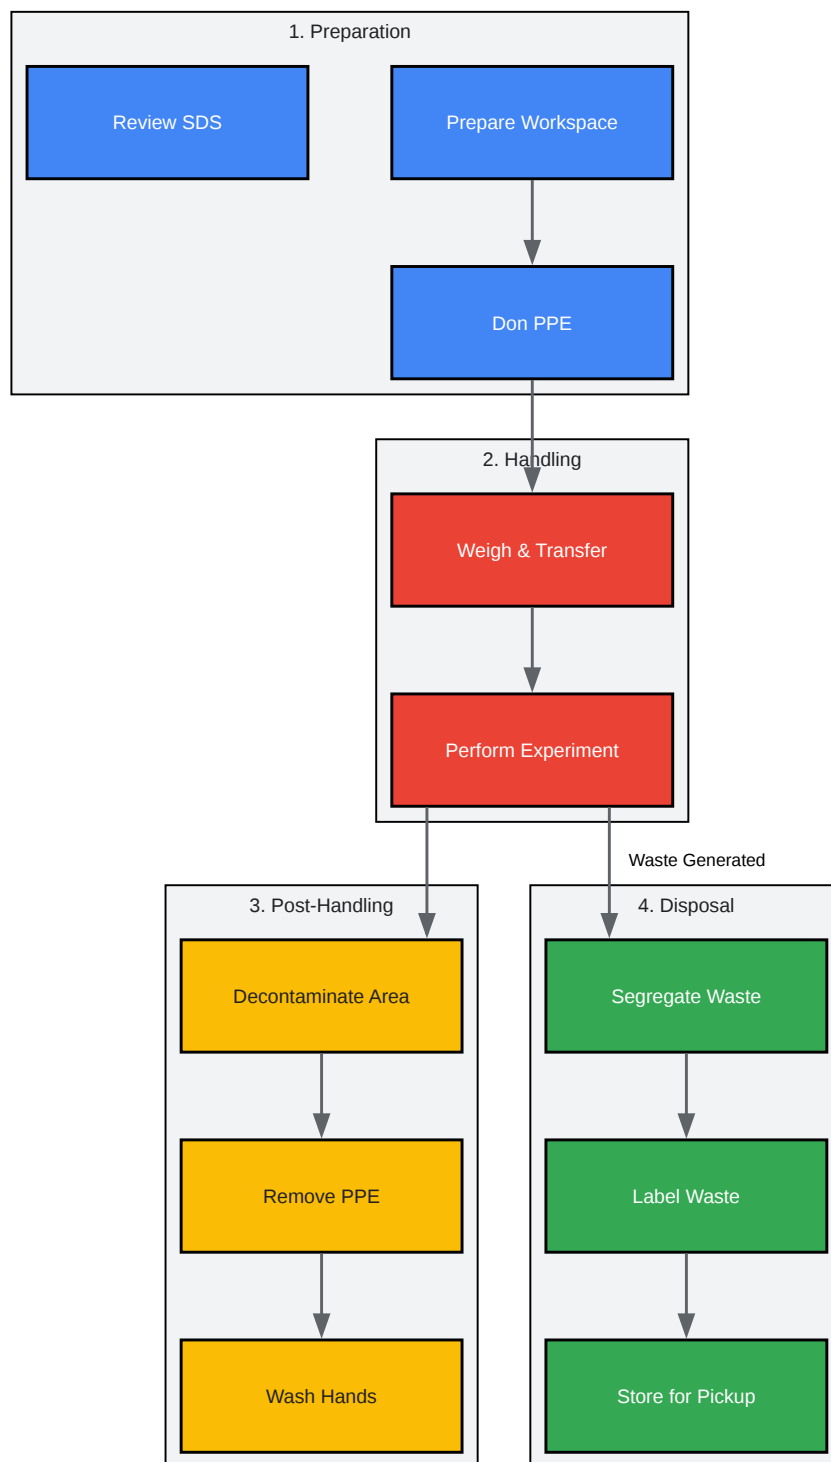 1. Preparation
Review SDS
Prepare Workspace
Don PPE
2. Handling
Weigh & Transfer
Perform Experiment
Waste Generated
3. Post-Handling
4. Disposal
Decontaminate Area
Segregate Waste
Remove PPE
Label Waste
Wash Hands
Store for Pickup